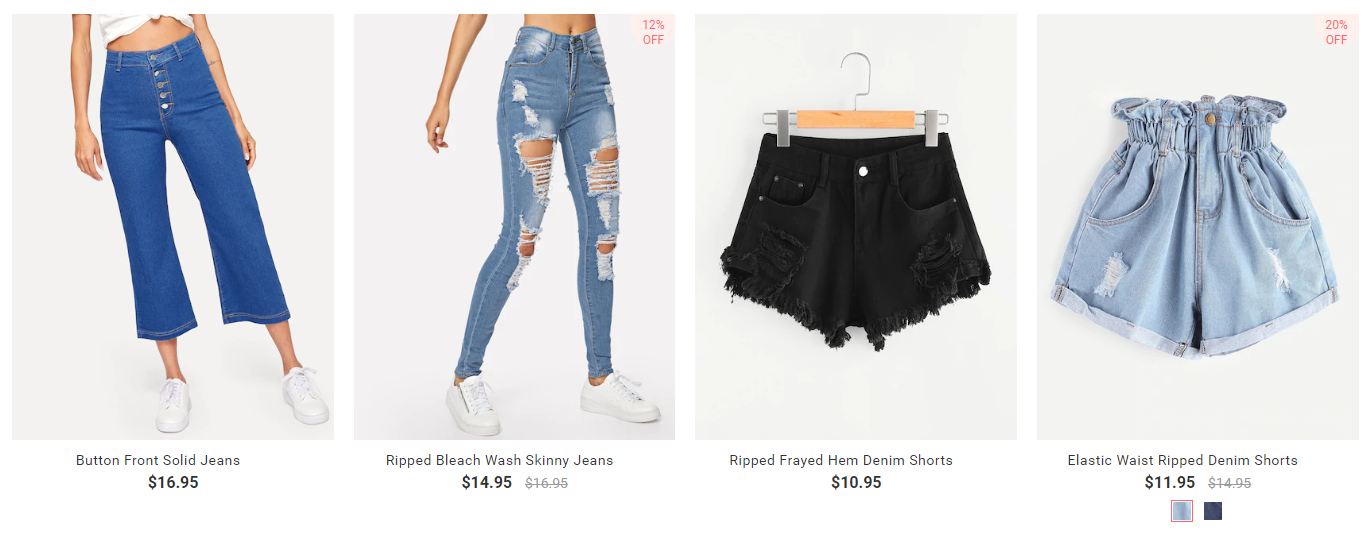 12%
OFF
20%
OFF
Button Front Solid Jeans
$16.95
Ripped Bleach Wash Skinny Jeans
$14.95 $16.95
Ripped Frayed Hem Denim Shorts
$10.95
Elastic Waist Ripped Denim Shorts
$11.95 $14.95